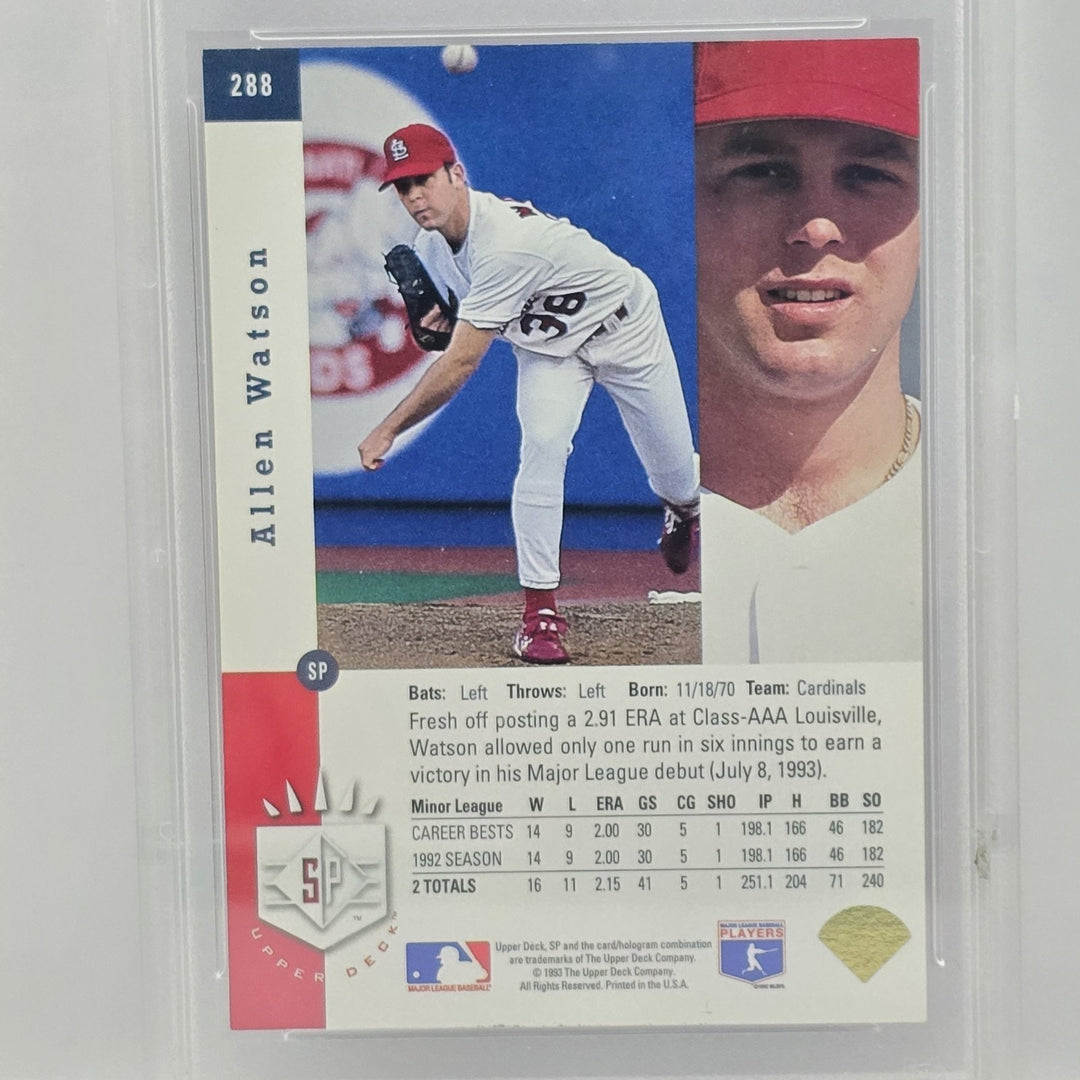 288
Allen Watson
38
SP
Bats: Left Throws: Left Born: 11/18/70 Team: Cardinals
Fresh off posting a 2.91 ERA at Class-AAA Louisville,
Watson allowed only one run in six innings to earn a
victory in his Major League debut (July 8, 1993).
Minor League W L ERA GS CG SHO IP H BB SO
CAREER BESTS 14 9 2.00 30 5 1 198.1 166 46 182
1992 SEASON 14 9 2.00 30 5 1 198.1 166 46 182
2 TOTALS 16 11 2.15 41 5 1 251.1 204 71 240
SP
TM
UPPER DECK
MAJOR LEAGUE BASEBALL
Upper Deck, SP and the card/hologram combination
are trademarks of The Upper Deck Company.
© 1993 The Upper Deck Company.
All Rights Reserved. Printed in the U.S.A.
MAJOR LEAGUE BASEBALL
PLAYERS